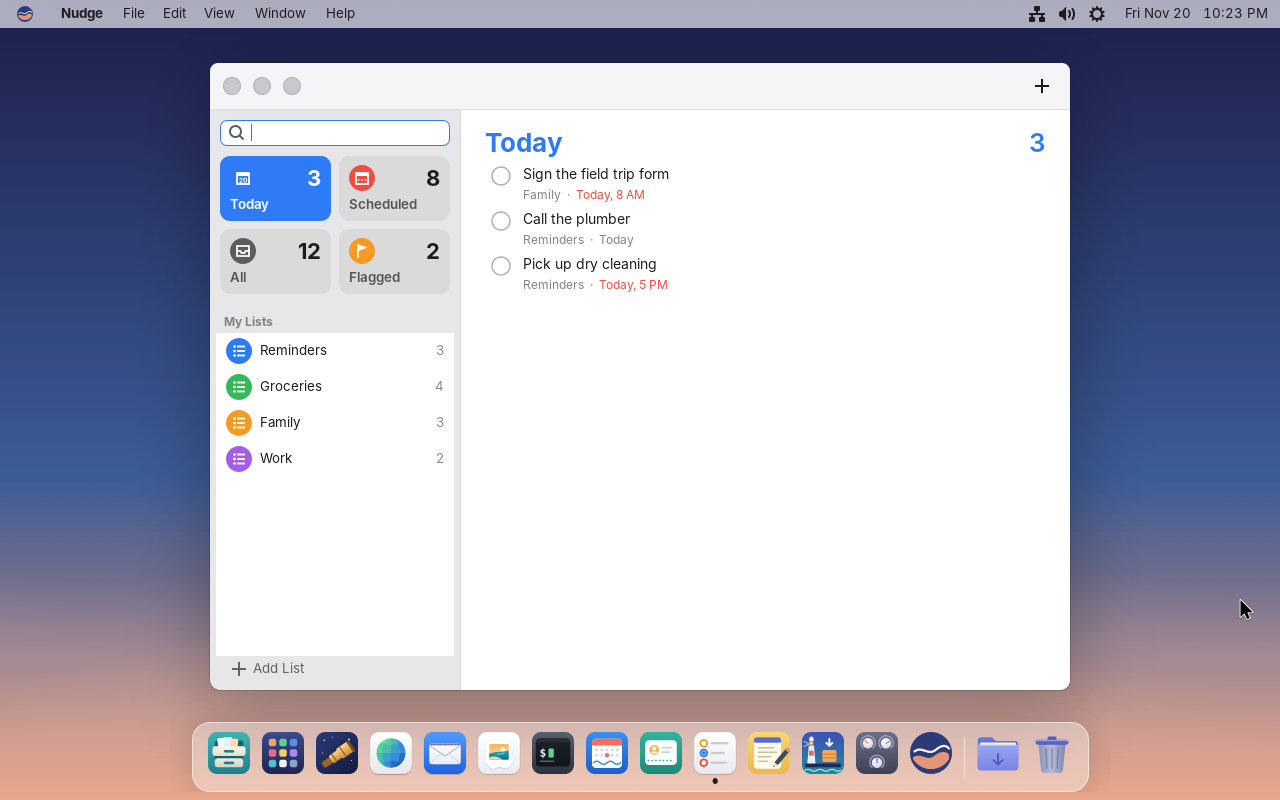 Nudge File Edit View Window Help Fri Nov 20 10:23 PM
Today 3
Scheduled 8
All 12
Flagged 2
My Lists
Reminders 3
Groceries 4
Family 3
Work 2
Add List
Today 3
Sign the field trip form
Family · Today, 8 AM
Call the plumber
Reminders · Today
Pick up dry cleaning
Reminders · Today, 5 PM